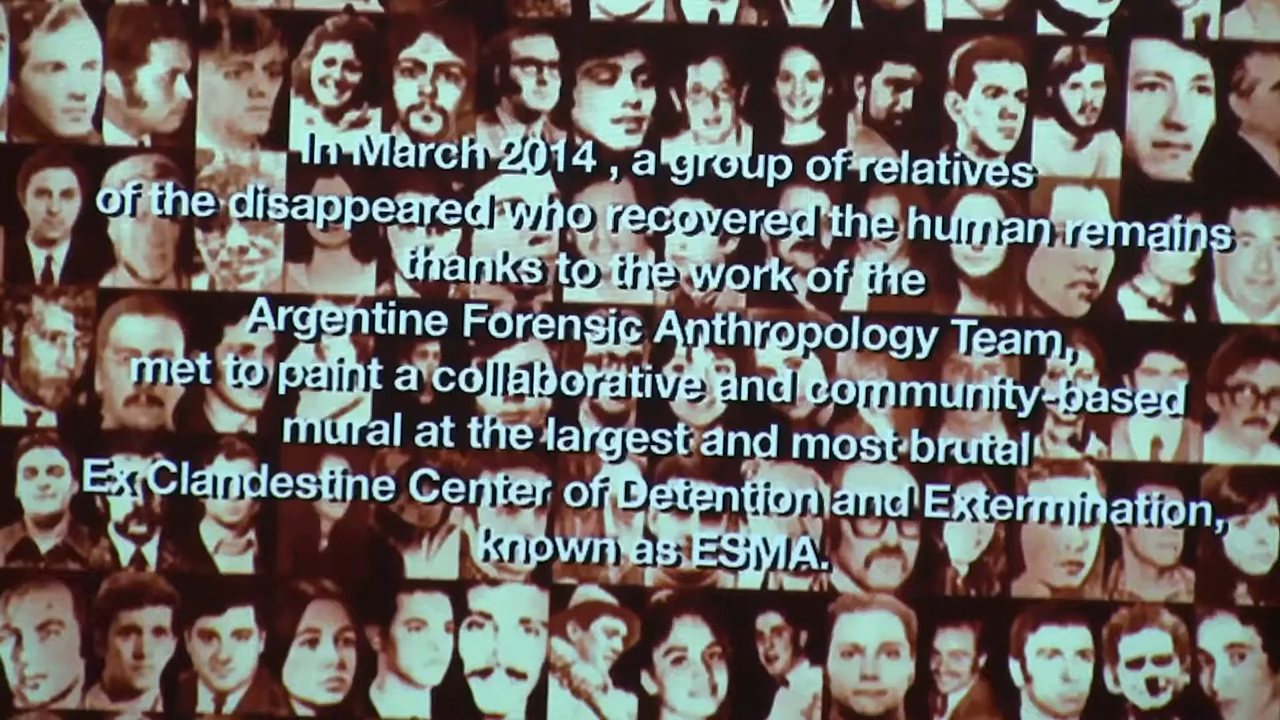 In March 2014 , a group of relatives
of the disappeared who recovered the human remains
thanks to the work of the
Argentine Forensic Anthropology Team,
met to paint a collaborative and community-based
mural at the largest and most brutal
Ex Clandestine Center of Detention and Extermination,
known as ESMA.